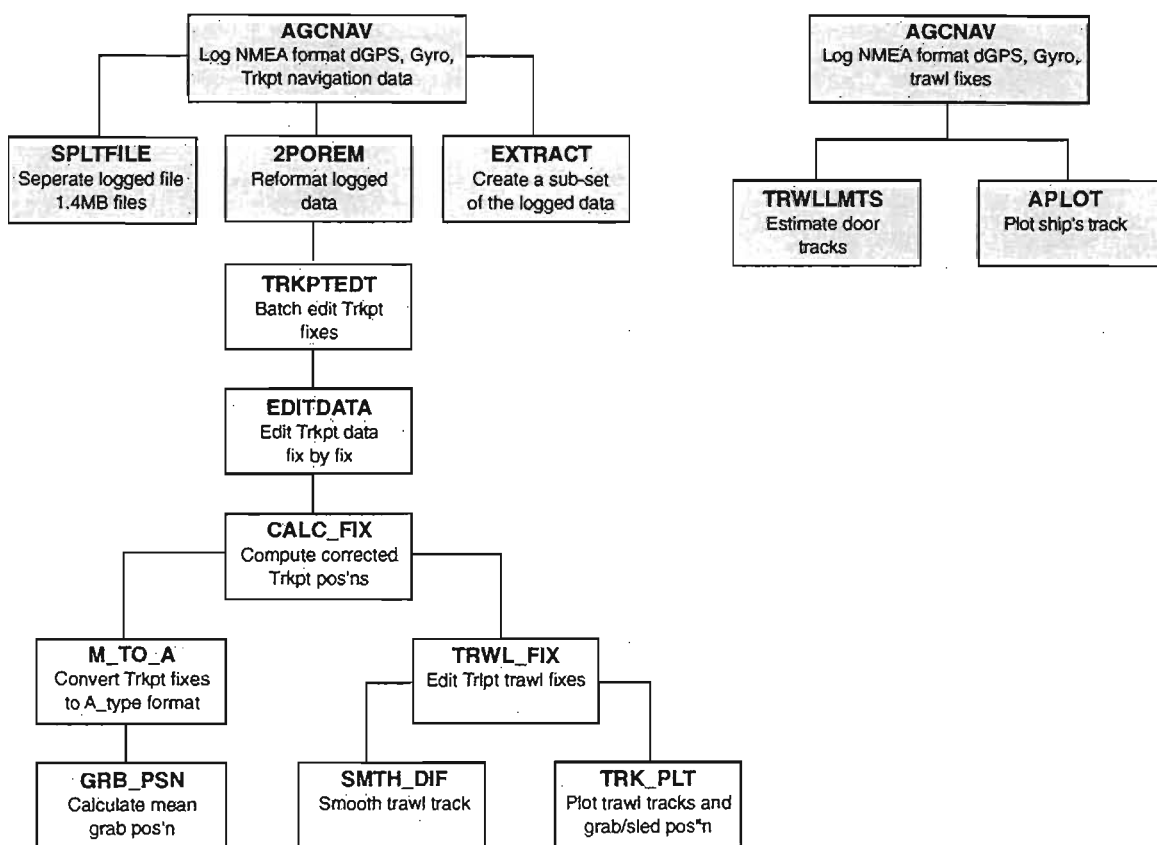 AGCNAV
Log NMEA format dGPS, Gyro,
Trkpt navigation data
AGCNAV
Log NMEA format dGPS, Gyro,
trawl fixes
SPLTFILE
Seperate logged file
1.4MB files
2POREM
Reformat logged
data
EXTRACT
Create a sub-set
of the logged data
TRWLLMTS
Estimate door
tracks
APLOT
Plot ship's track
TRKPTEDT
Batch edit Trkpt
fixes
EDITDATA
Edit Trkpt data
fix by fix
CALC_FIX
Compute corrected
Trkpt pos'ns
M_TO_A
Convert Trkpt fixes
to A_type format
TRWL_FIX
Edit Trlpt trawl fixes
GRB_PSN
Calculate mean
grab pos'n
SMTH_DIF
Smooth trawl track
TRK_PLT
Plot trawl tracks and
grab/sled pos"n